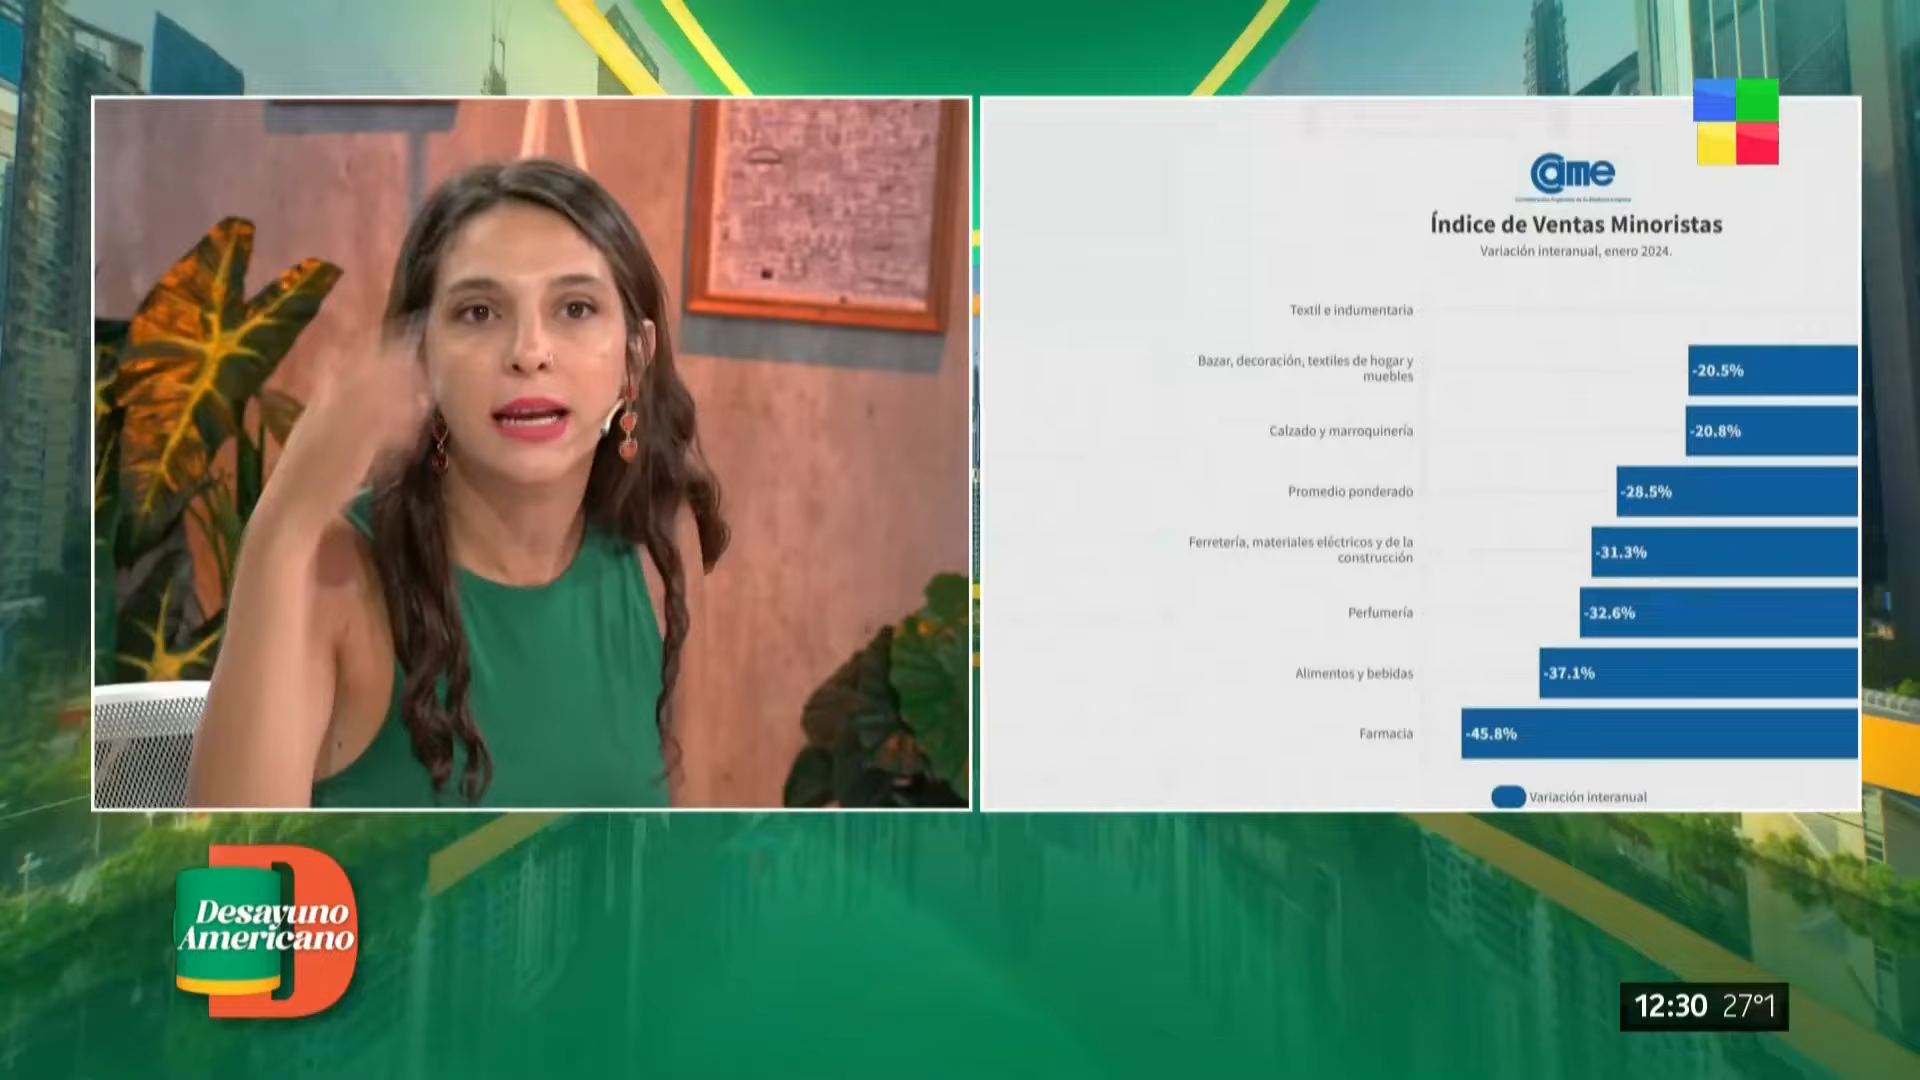 came
Índice de Ventas Minoristas
Variación interanual, enero 2024.
Textil e indumentaria
Bazar, decoración, textiles de hogar y
muebles
-20.5%
Calzado y marroquinería
-20.8%
Promedio ponderado
-28.5%
Ferretería, materiales eléctricos y de la
construcción
-31.3%
Perfumería
-32.6%
Alimentos y bebidas
-37.1%
Farmacia
-45.8%
Variación interanual
Desayuno
Americano
12:30 27°1